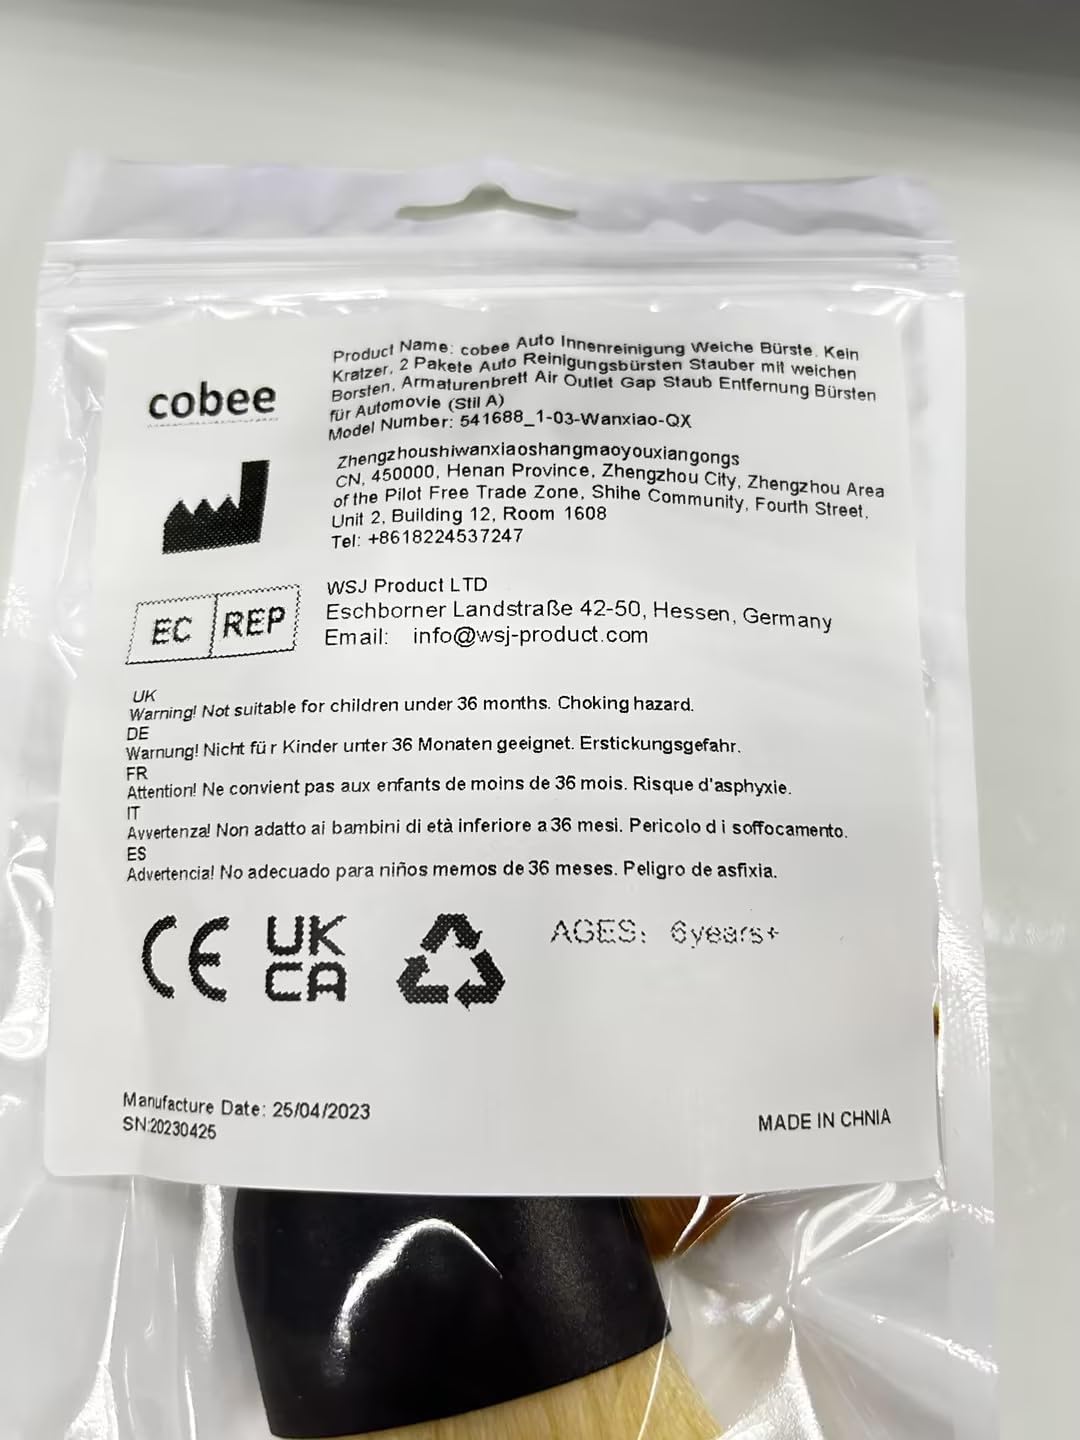 cobee
Product Name: cobee Auto Innenreinigung Weiche Bürste, Kein
Kratzer, 2 Pakete Auto Reinigungsbürsten Stauber mit weichen
Borsten, Armaturenbrett Air Outlet Gap Staub Entfernung Bürsten
für Automovie (Stil A)
Model Number: 541688_1-03-Wanxiao-QX
Zhengzhoushiwanxiaoshangmaoyouxiangongs
CN, 450000, Henan Province, Zhengzhou City, Zhengzhou Area
of the Pilot Free Trade Zone, Shihe Community, Fourth Street,
Unit 2, Building 12, Room 1608
Tel: +8618224537247
EC REP
WSJ Product LTD
Eschborner Landstraße 42-50, Hessen, Germany
Email: info@wsj-product.com
UK
Warning! Not suitable for children under 36 months. Choking hazard.
DE
Warnung! Nicht fü r Kinder unter 36 Monaten geeignet. Erstickungsgefahr.
FR
Attention! Ne convient pas aux enfants de moins de 36 mois. Risque d'asphyxie.
IT
Avvertenza! Non adatto ai bambini di età inferiore a 36 mesi. Pericolo d i soffocamento.
ES
Advertencia! No adecuado para niños memos de 36 meses. Peligro de asfixia.
CE UK CA AGES: 6years+
Manufacture Date: 25/04/2023
SN:20230425
MADE IN CHNIA